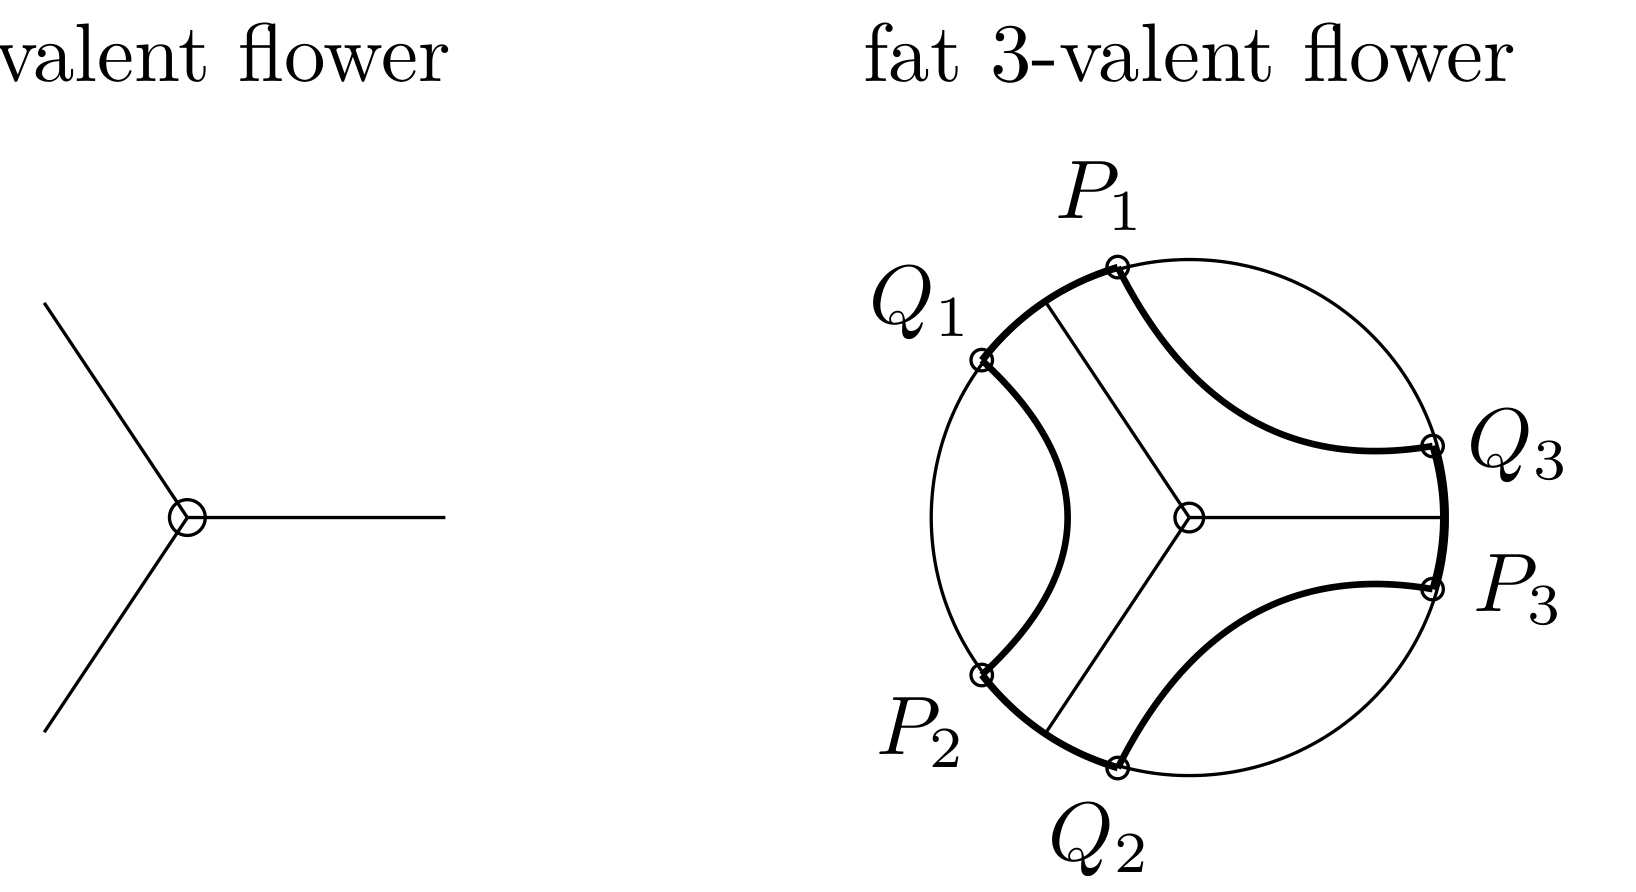 valent flower
fat 3-valent flower
P₁
Q₁
Q₃
P₃
P₂
Q₂